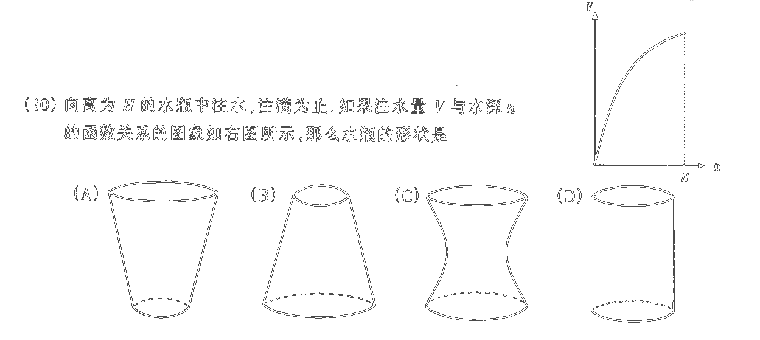 V
(10) 向高为 H 的水瓶中注水,注满为止.如果注水量 V 与水深 h
的函数关系的图象如右图所示,那么水瓶的形状是
H
h
(A)
(B)
(C)
(D)